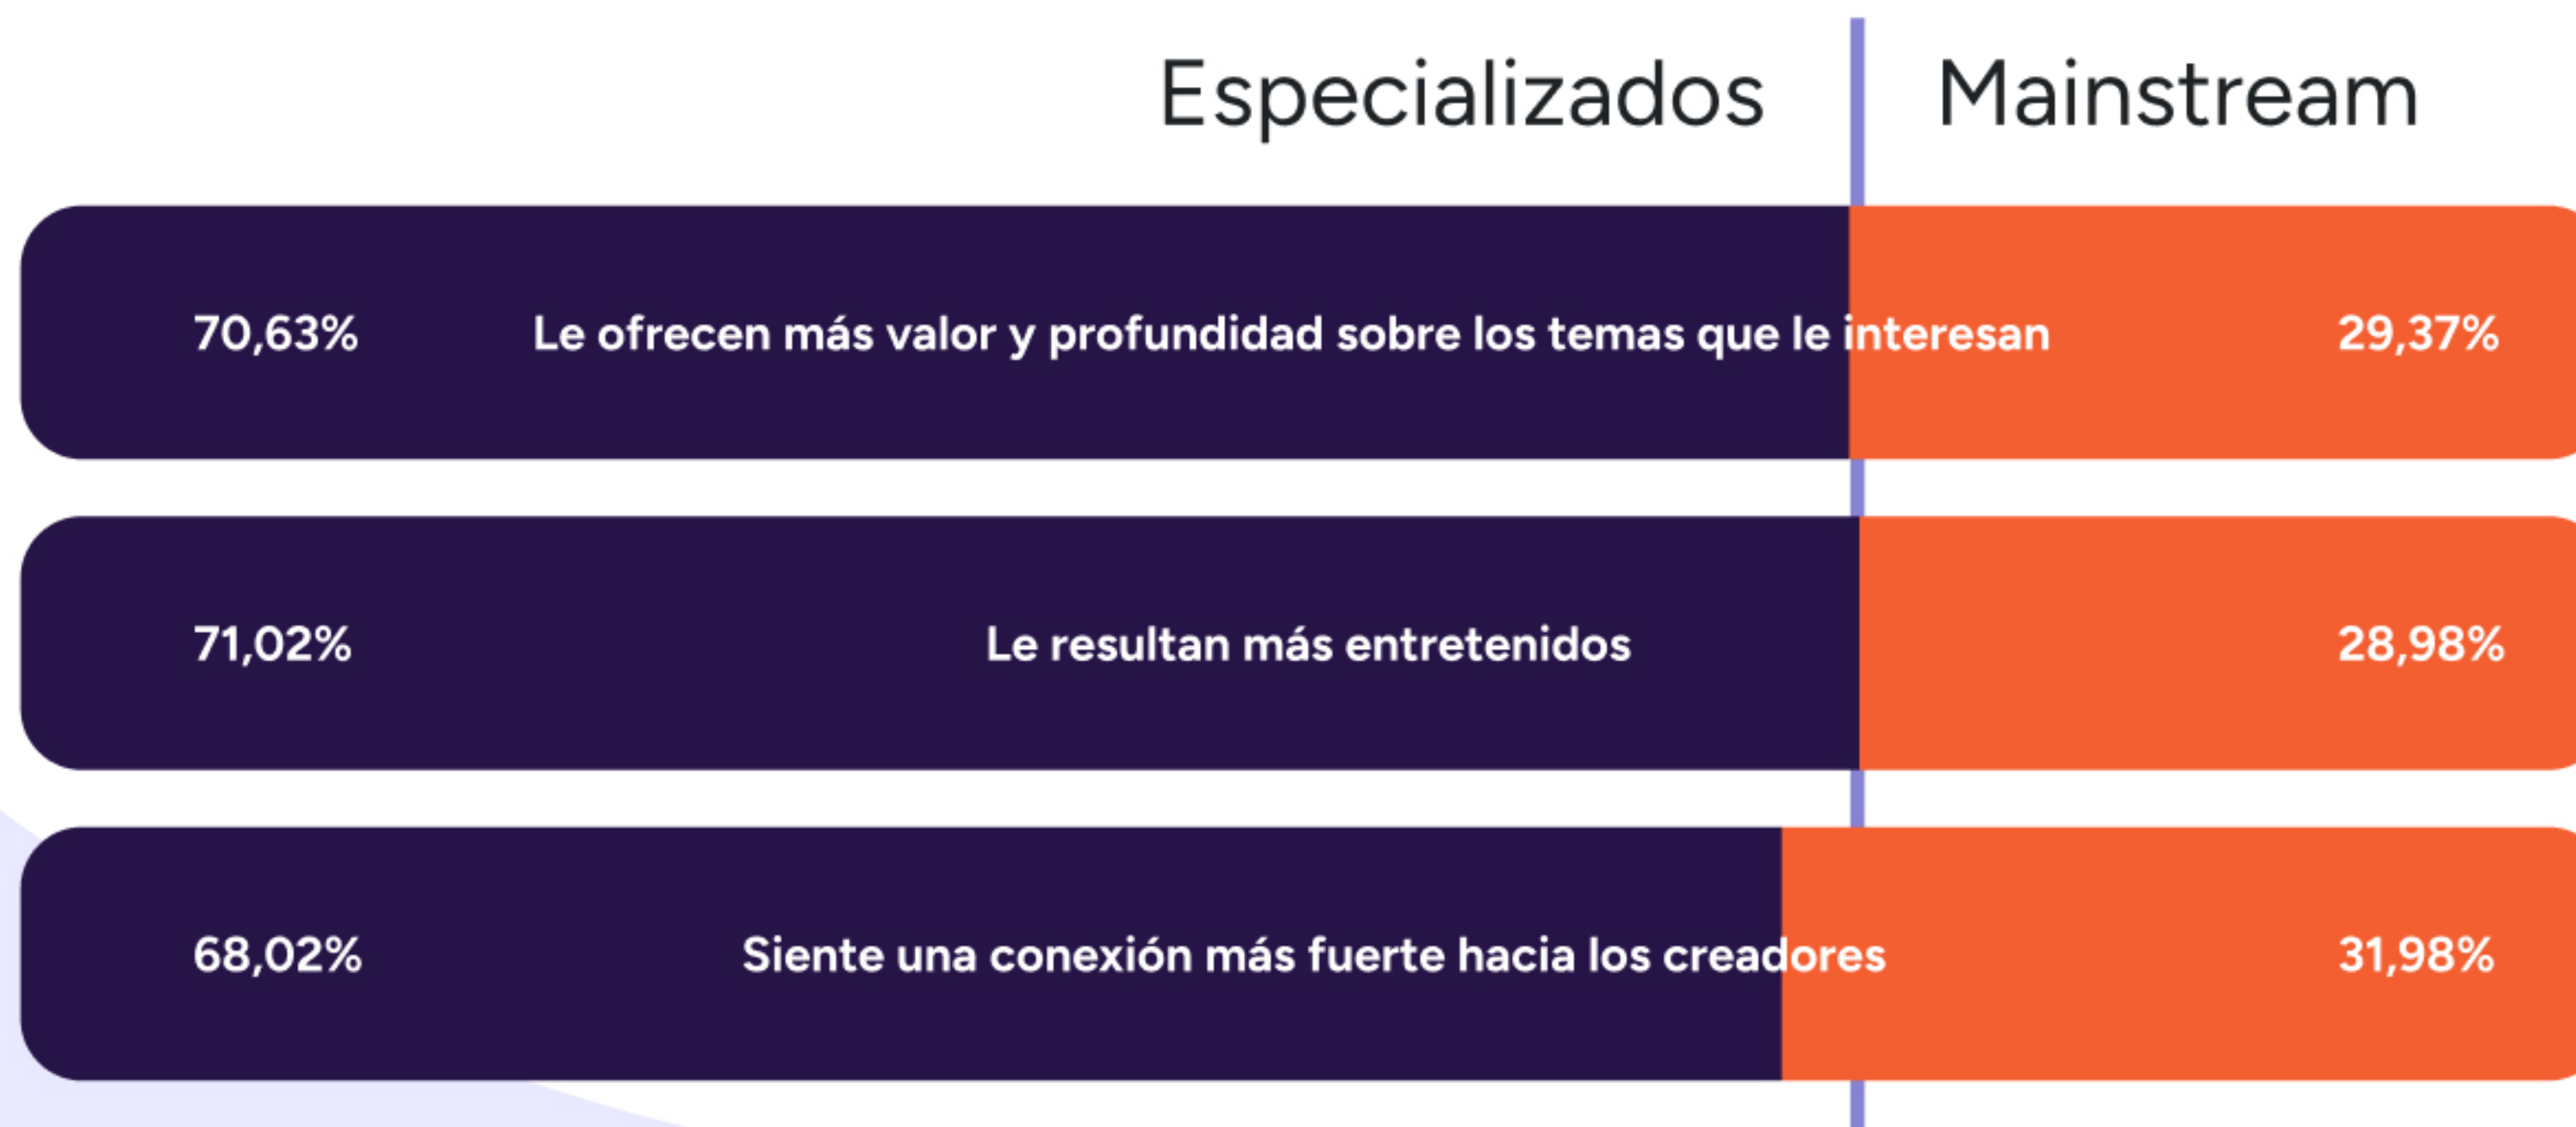 Especializados Mainstream
70,63% Le ofrecen más valor y profundidad sobre los temas que le interesan 29,37%
71,02% Le resultan más entretenidos 28,98%
68,02% Siente una conexión más fuerte hacia los creadores 31,98%